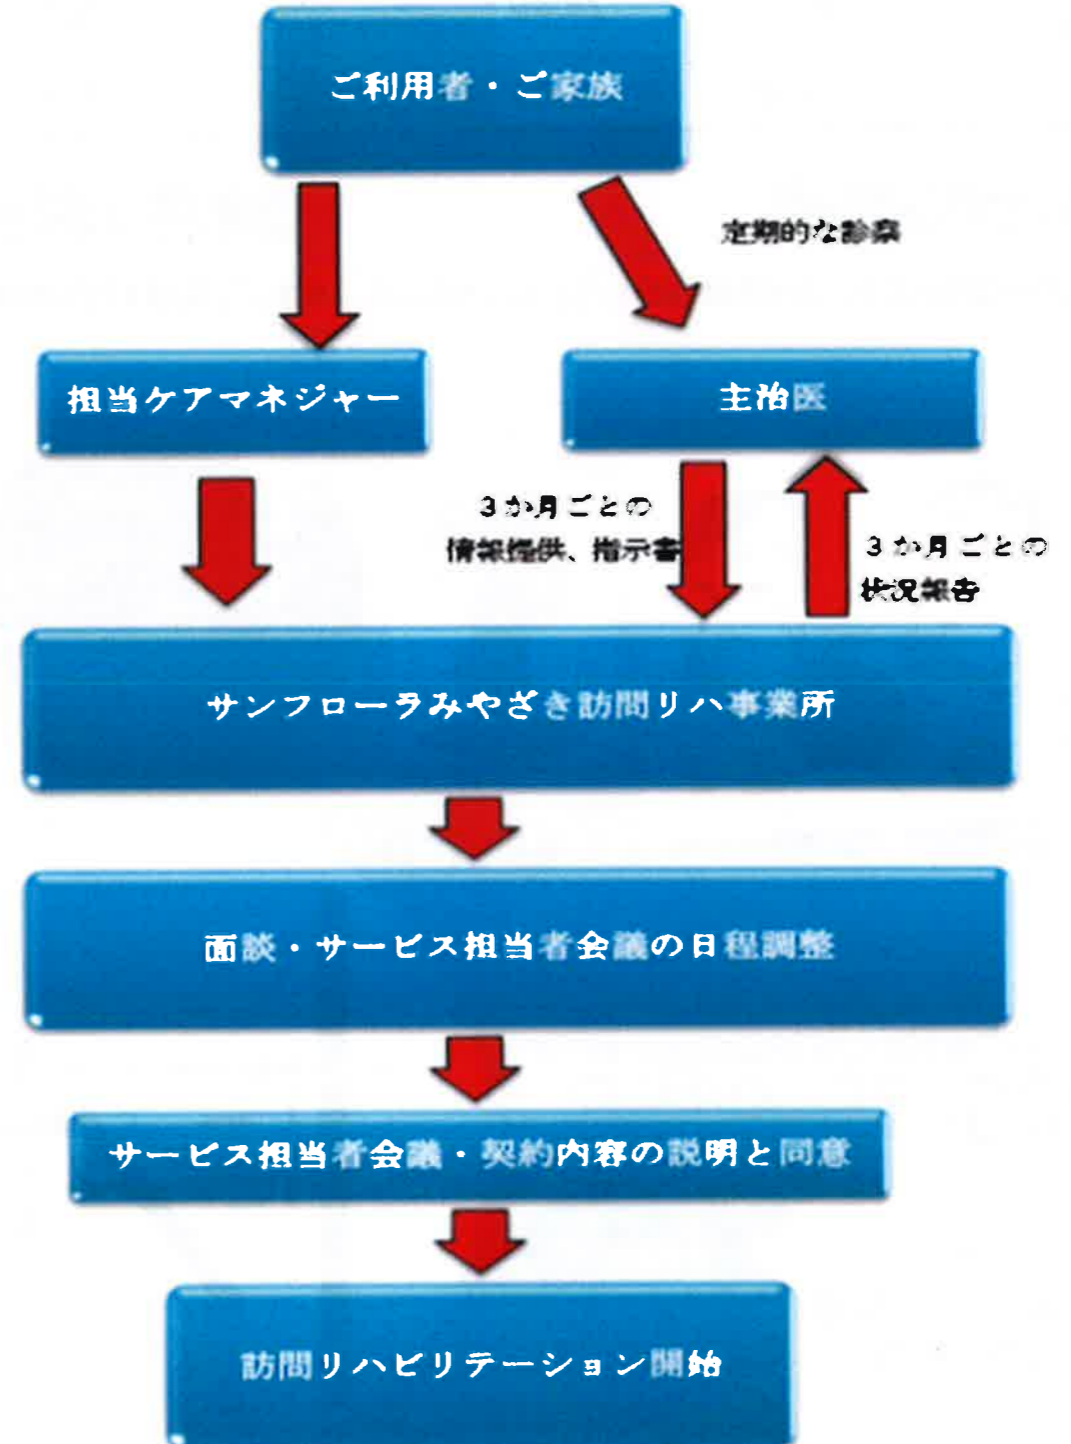 ご利用者・ご家族
定期的な診察
担当ケアマネジャー
主治医
3か月ごとの
情報提供、指示書
3か月ごとの
状況報告
サンフローラみやざき訪問リハ事業所
面談・サービス担当者会議の日程調整
サービス担当者会議・契約内容の説明と同意
訪問リハビリテーション開始